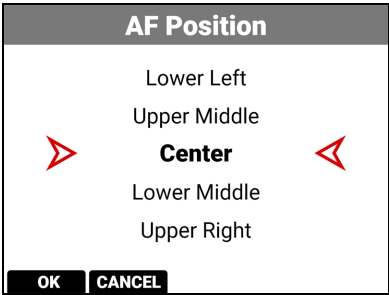 AF Position
Lower Left
Upper Middle
Center
Lower Middle
Upper Right
OK CANCEL